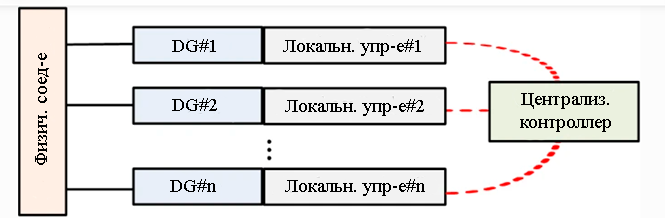 Физич. соед-е
DG#1
Локальн. упр-е#1
DG#2
Локальн. упр-е#2
Централиз.
контроллер
DG#n
Локальн. упр-е#n